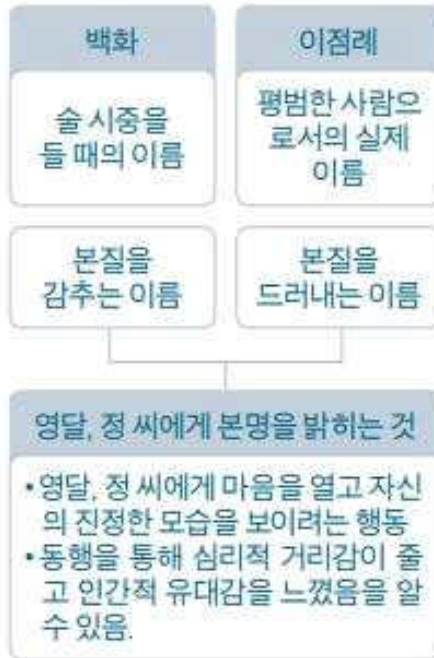 백화
술 시중을
들 때의 이름
본질을
감추는 이름
이점례
평범한 사람으
로서의 실제
이름
본질을
드러내는 이름
영달, 정 씨에게 본명을 밝히는 것
• 영달, 정 씨에게 마음을 열고 자신
의 진정한 모습을 보이려는 행동
• 동행을 통해 심리적 거리감이 줄
고 인간적 유대감을 느꼈음을 알
수 있음.